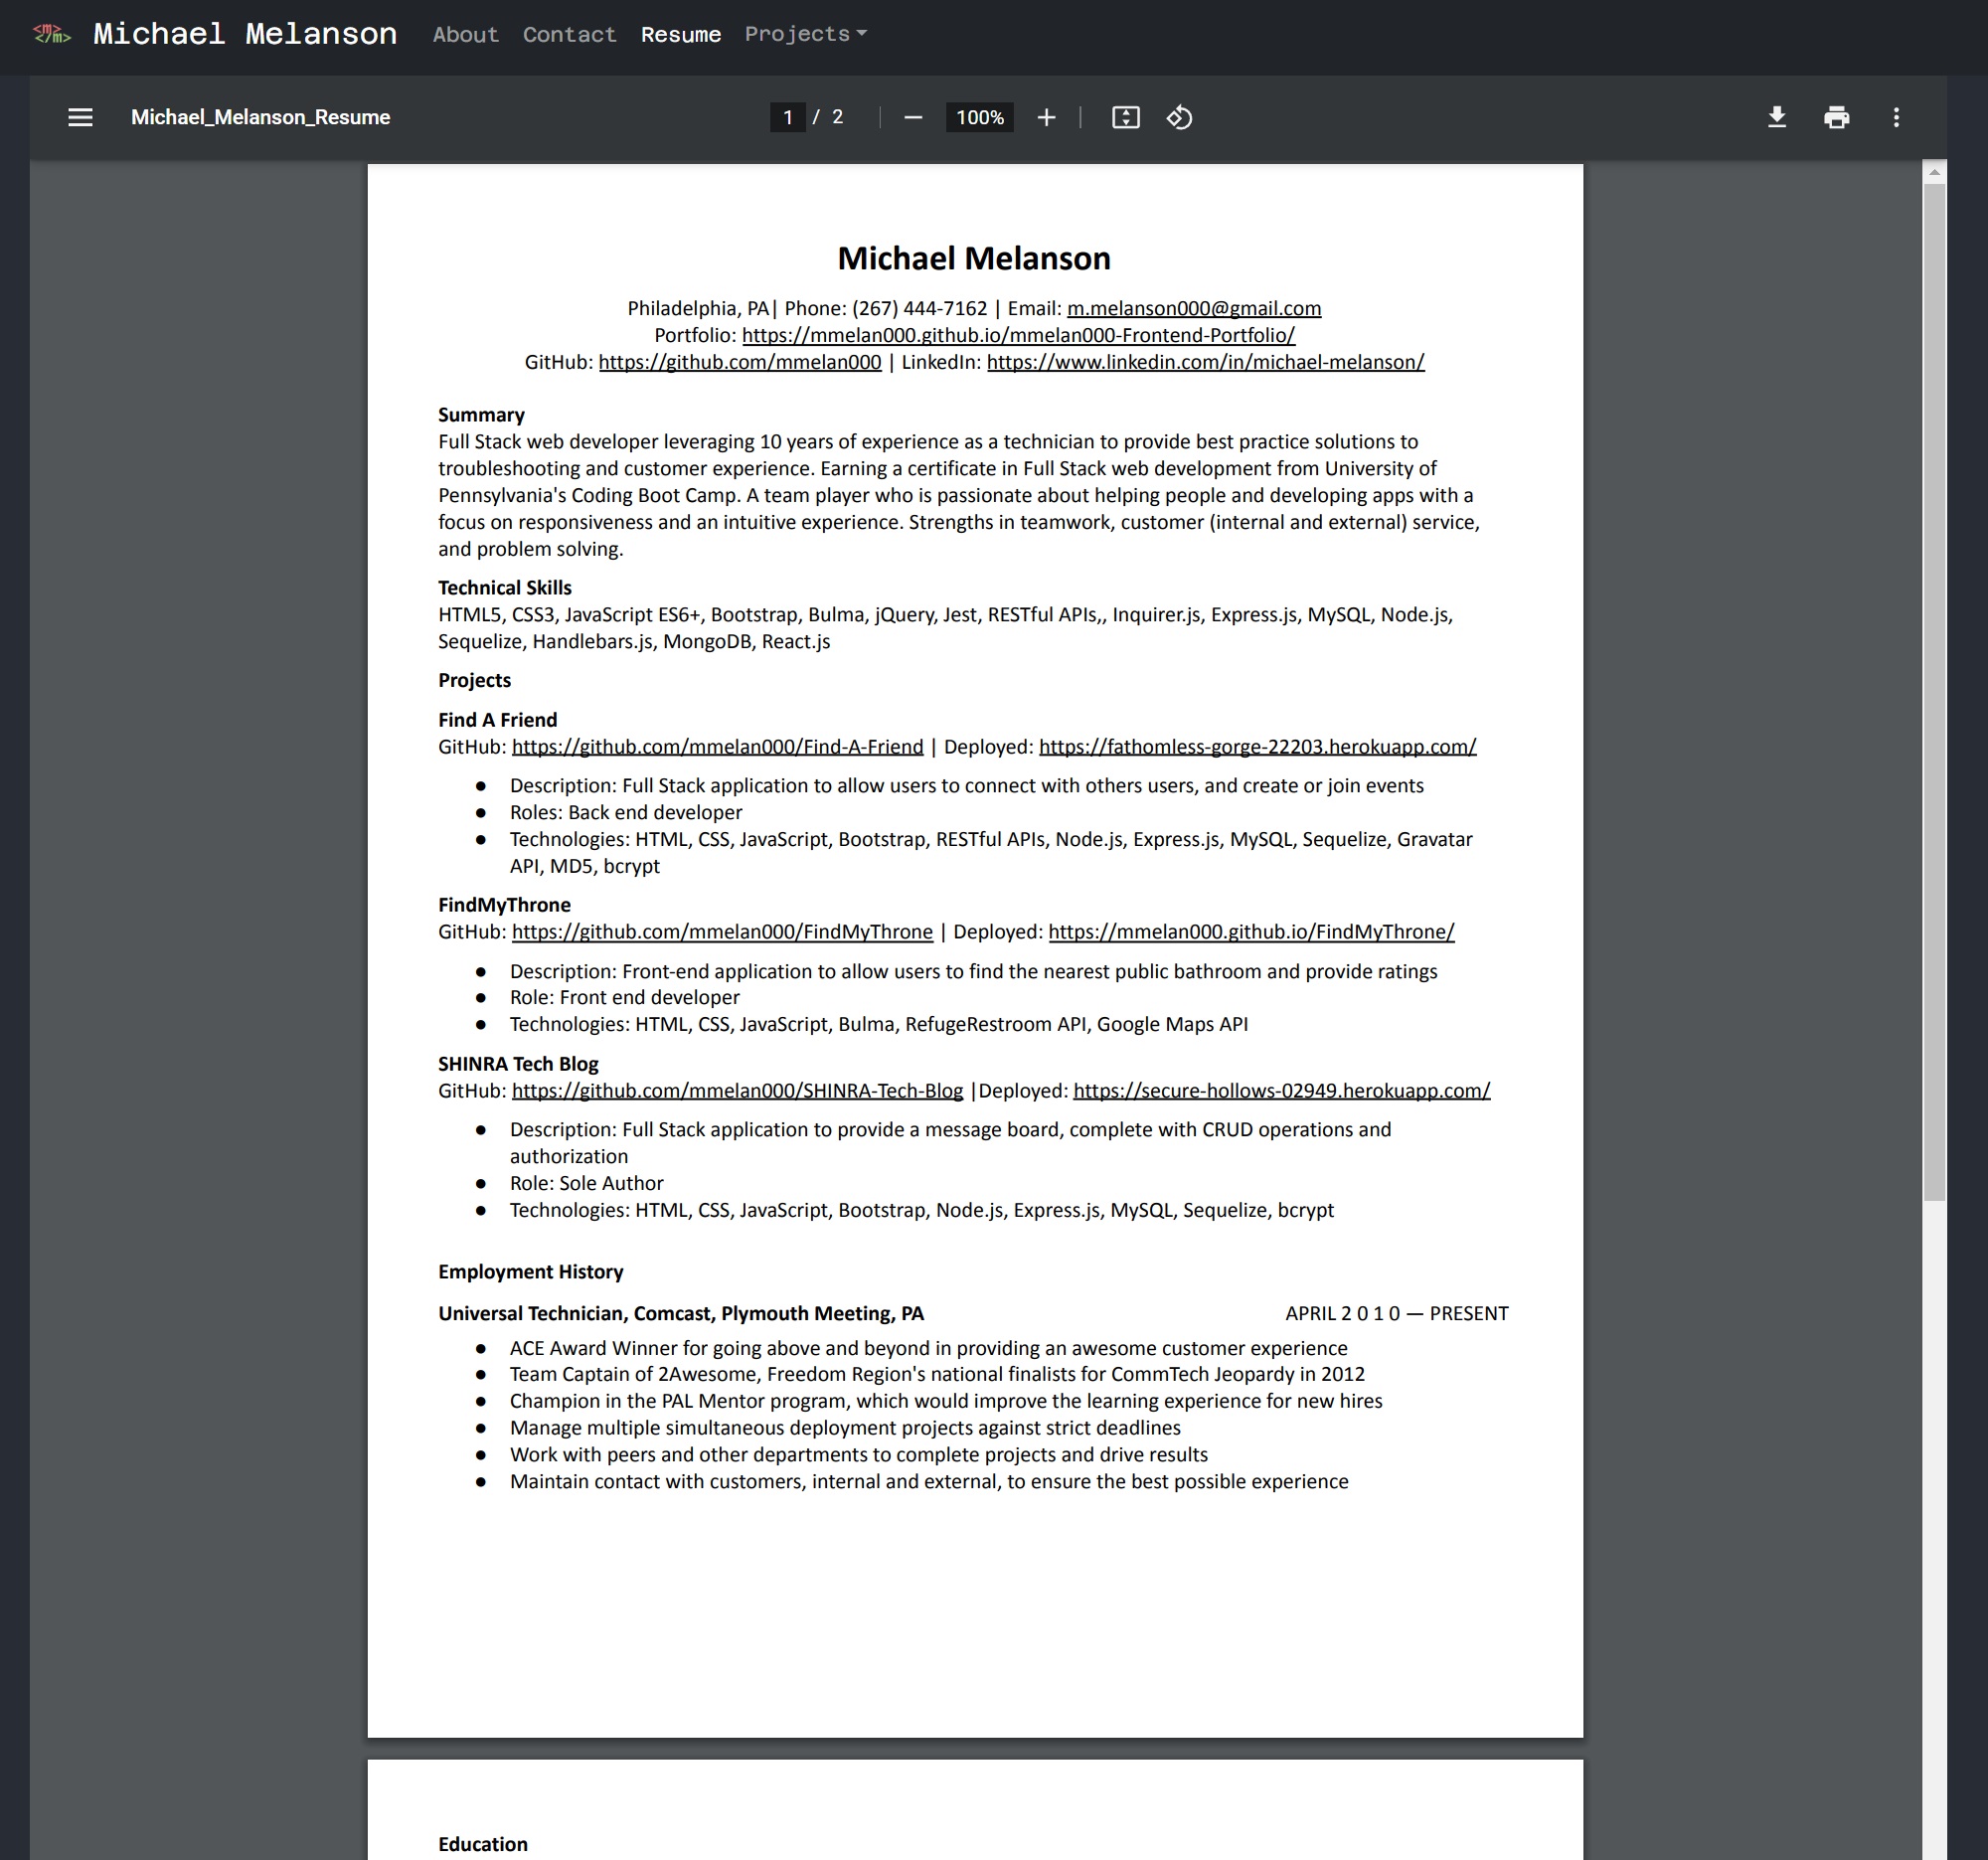 <m>
</m>
Michael Melanson About Contact Resume Projects
Michael_Melanson_Resume 1 / 2 — 100% +
Michael Melanson
Philadelphia, PA| Phone: (267) 444-7162 | Email: m.melanson000@gmail.com
Portfolio: https://mmelan000.github.io/mmelan000-Frontend-Portfolio/
GitHub: https://github.com/mmelan000 | LinkedIn: https://www.linkedin.com/in/michael-melanson/
Summary
Full Stack web developer leveraging 10 years of experience as a technician to provide best practice solutions to
troubleshooting and customer experience. Earning a certificate in Full Stack web development from University of
Pennsylvania's Coding Boot Camp. A team player who is passionate about helping people and developing apps with a
focus on responsiveness and an intuitive experience. Strengths in teamwork, customer (internal and external) service,
and problem solving.
Technical Skills
HTML5, CSS3, JavaScript ES6+, Bootstrap, Bulma, jQuery, Jest, RESTful APIs,, Inquirer.js, Express.js, MySQL, Node.js,
Sequelize, Handlebars.js, MongoDB, React.js
Projects
Find A Friend
GitHub: https://github.com/mmelan000/Find-A-Friend | Deployed: https://fathomless-gorge-22203.herokuapp.com/
● Description: Full Stack application to allow users to connect with others users, and create or join events
● Roles: Back end developer
● Technologies: HTML, CSS, JavaScript, Bootstrap, RESTful APIs, Node.js, Express.js, MySQL, Sequelize, Gravatar
API, MD5, bcrypt
FindMyThrone
GitHub: https://github.com/mmelan000/FindMyThrone | Deployed: https://mmelan000.github.io/FindMyThrone/
● Description: Front-end application to allow users to find the nearest public bathroom and provide ratings
● Role: Front end developer
● Technologies: HTML, CSS, JavaScript, Bulma, RefugeRestroom API, Google Maps API
SHINRA Tech Blog
GitHub: https://github.com/mmelan000/SHINRA-Tech-Blog |Deployed: https://secure-hollows-02949.herokuapp.com/
● Description: Full Stack application to provide a message board, complete with CRUD operations and
authorization
● Role: Sole Author
● Technologies: HTML, CSS, JavaScript, Bootstrap, Node.js, Express.js, MySQL, Sequelize, bcrypt
Employment History
Universal Technician, Comcast, Plymouth Meeting, PA APRIL 2 0 1 0 — PRESENT
● ACE Award Winner for going above and beyond in providing an awesome customer experience
● Team Captain of 2Awesome, Freedom Region's national finalists for CommTech Jeopardy in 2012
● Champion in the PAL Mentor program, which would improve the learning experience for new hires
● Manage multiple simultaneous deployment projects against strict deadlines
● Work with peers and other departments to complete projects and drive results
● Maintain contact with customers, internal and external, to ensure the best possible experience
Education